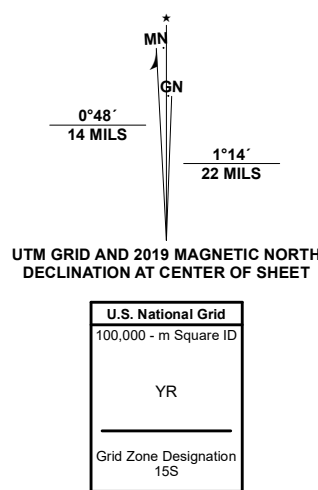 MN
GN
0°48´
14 MILS
1°14´
22 MILS
UTM GRID AND 2019 MAGNETIC NORTH
DECLINATION AT CENTER OF SHEET
U.S. National Grid
100,000 - m Square ID
YR
Grid Zone Designation
15S